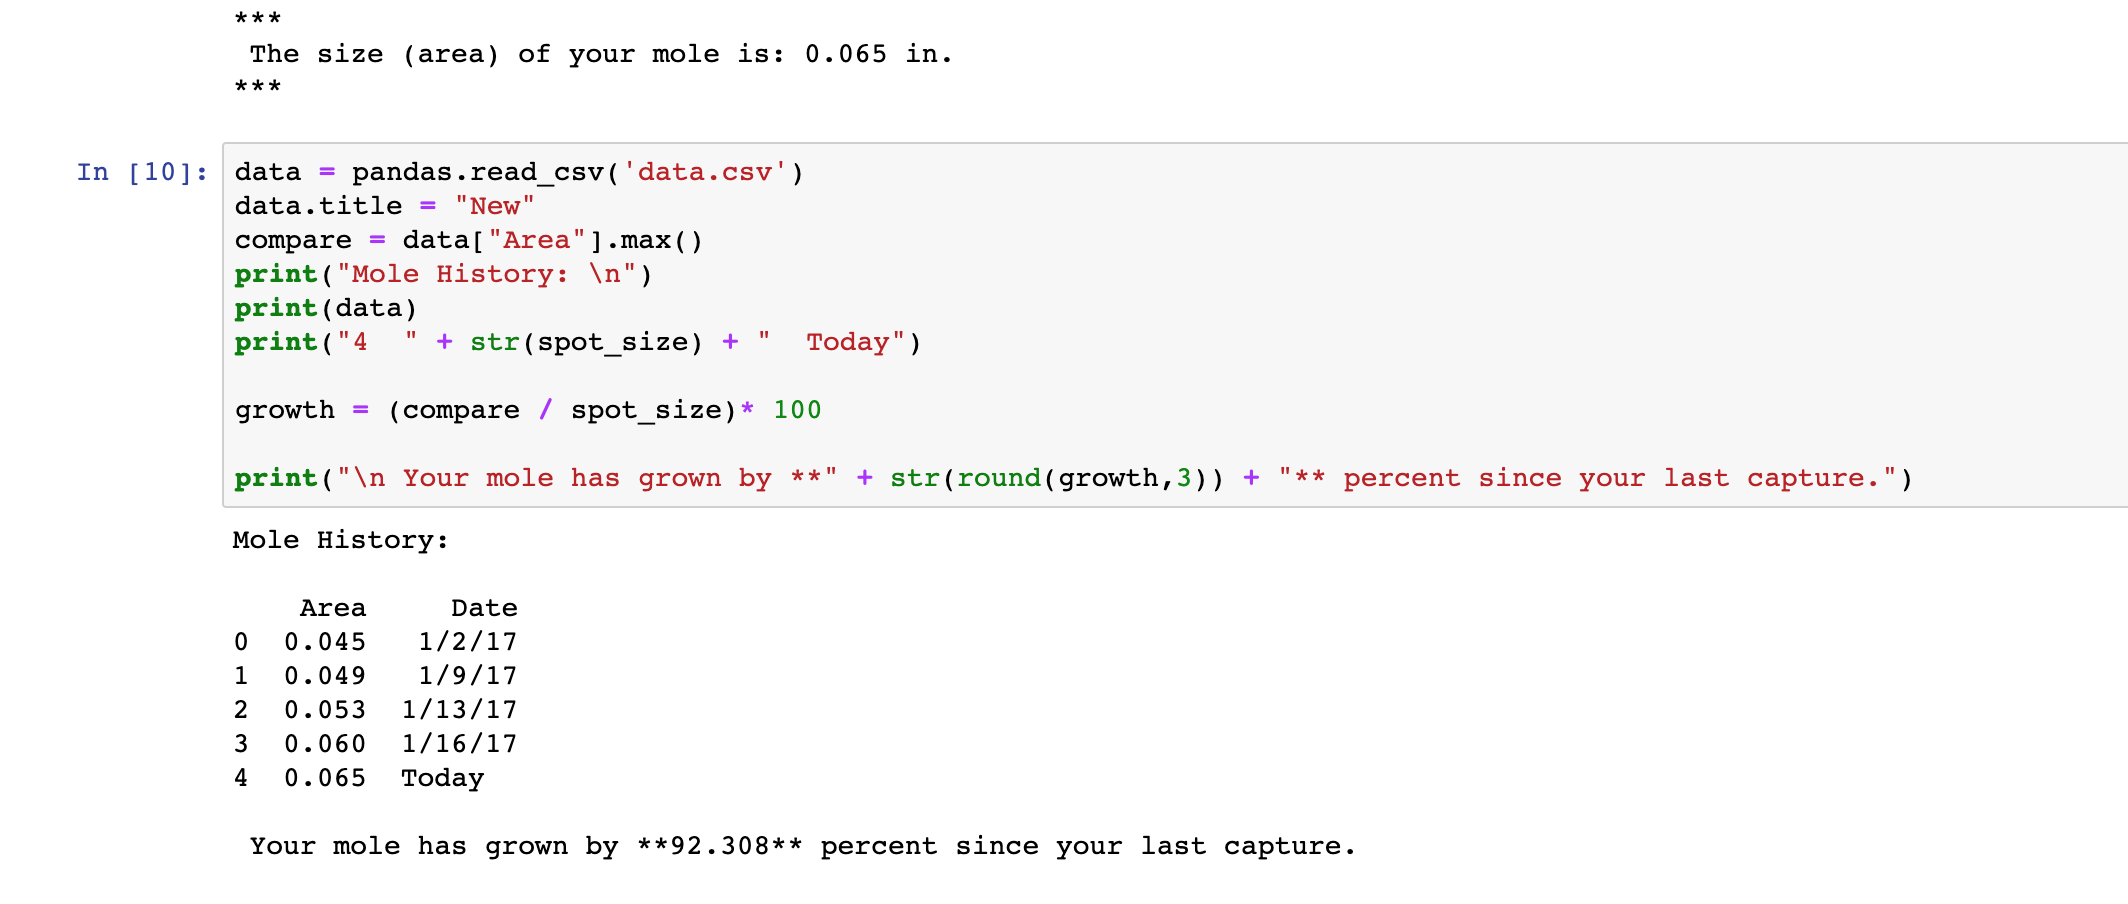 ***
The size (area) of your mole is: 0.065 in.
***
In [10]:
data = pandas.read_csv('data.csv')
data.title = "New"
compare = data["Area"].max()
print("Mole History: \n")
print(data)
print("4  " + str(spot_size) + "  Today")
growth = (compare / spot_size)* 100
print("\n Your mole has grown by **" + str(round(growth,3)) + "** percent since your last capture.")
Mole History:
Area Date
0 0.045 1/2/17
1 0.049 1/9/17
2 0.053 1/13/17
3 0.060 1/16/17
4 0.065 Today
Your mole has grown by **92.308** percent since your last capture.